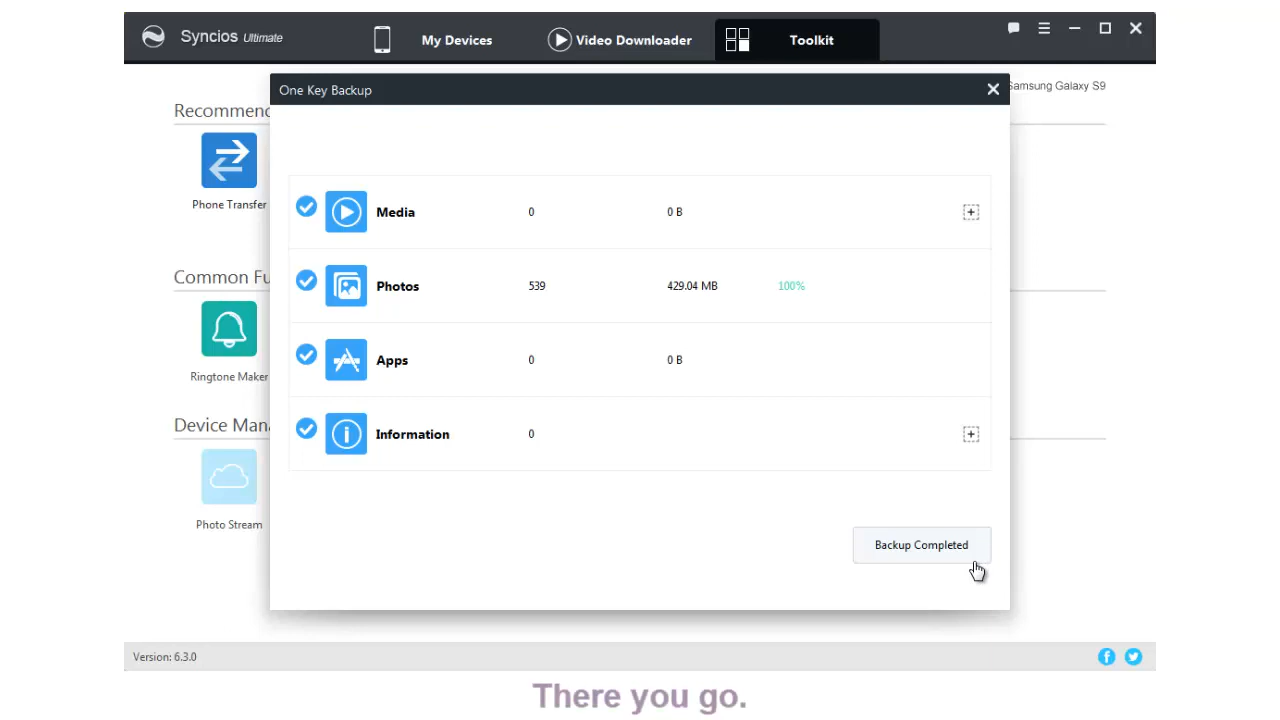 Syncios Ultimate
My Devices
Video Downloader
Toolkit
One Key Backup
Samsung Galaxy S9
Recommenc
Phone Transfer
Media 0 0 B
Common Fu
Photos 539 429.04 MB 100%
Ringtone Maker
Apps 0 0 B
Device Mana
Information 0
Photo Stream
Backup Completed
Version: 6.3.0
There you go.